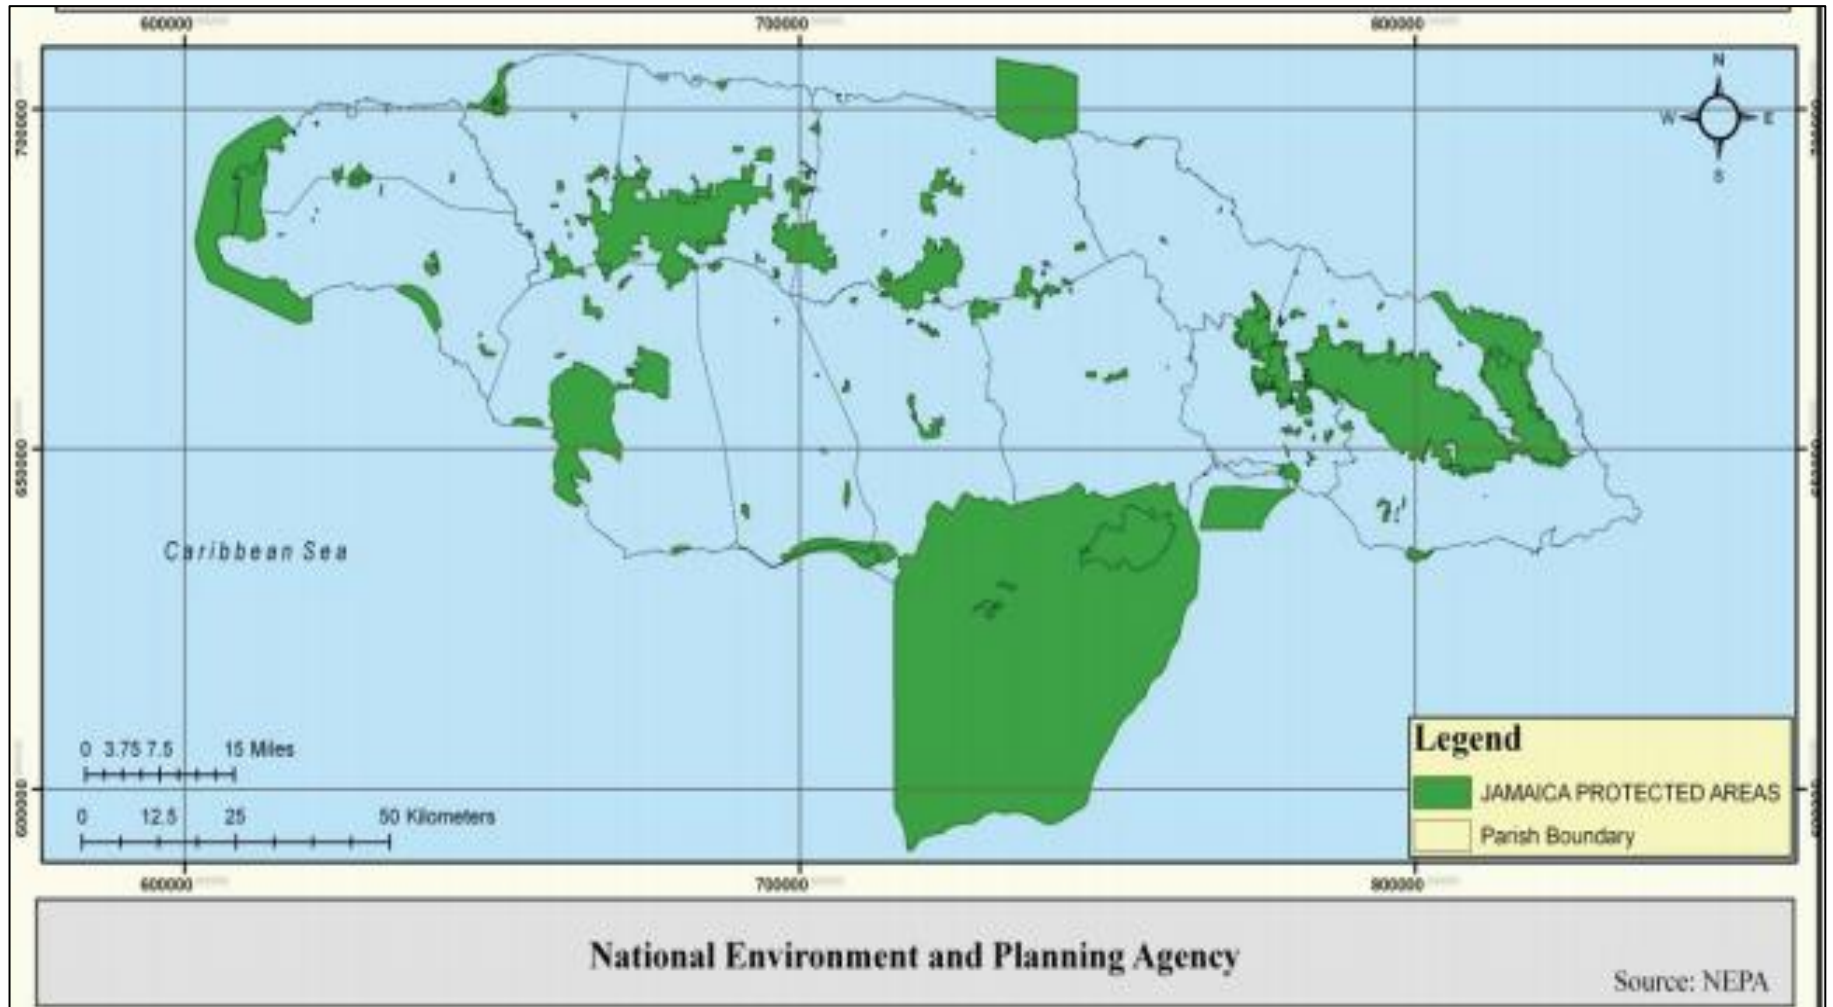 600000
700000
800000
N
W E
S
700000
650000
600000
Caribbean Sea
0 3.75 7.5 15 Miles
0 12.5 25 50 Kilometers
Legend
JAMAICA PROTECTED AREAS
Parish Boundary
600000
700000
800000
National Environment and Planning Agency
Source: NEPA